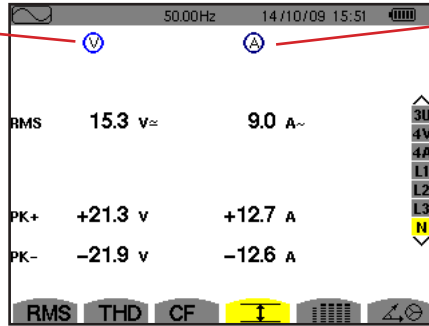 50.00Hz 14/10/09 15:51
V A
RMS 15.3 V≃ 9.0 A~
3U
4V
4A
L1
L2
L3
N
PK+ +21.3 V +12.7 A
PK- -21.9 V -12.6 A
RMS THD CF